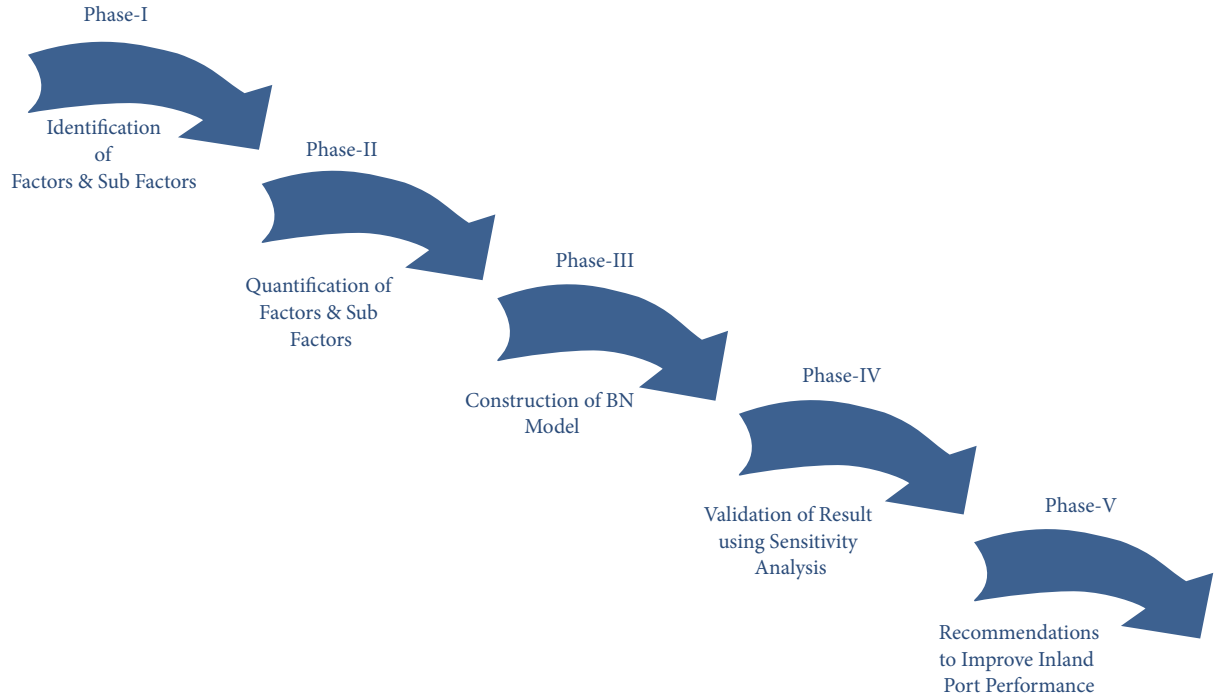 Phase-I
Identification
of
Factors & Sub Factors
Phase-II
Quantification of
Factors & Sub
Factors
Phase-III
Construction of BN
Model
Phase-IV
Validation of Result
using Sensitivity
Analysis
Phase-V
Recommendations
to Improve Inland
Port Performance